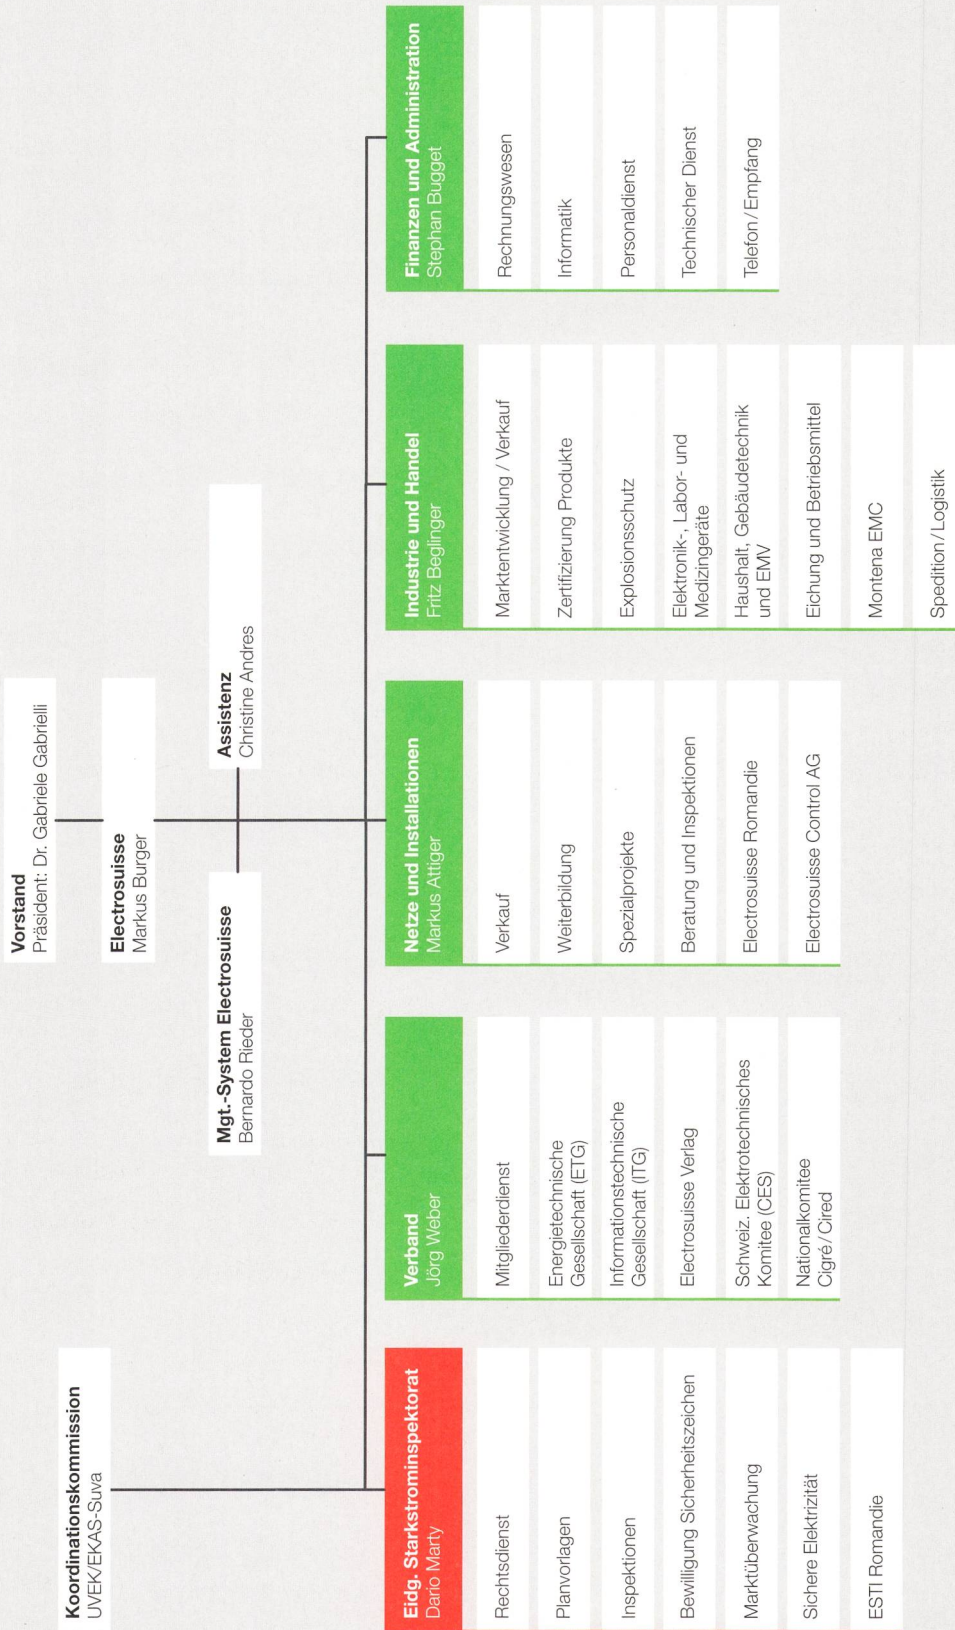 Vorstand
Präsident: Dr. Gabriele Gabrielli
Koordinationskommission
UVEK/EKAS-Suva
Electrosuisse
Markus Burger
Mgt.-System Electrosuisse
Bernardo Rieder
Assistenz
Christine Andres
Eidg. Starkstrominspektorat
Dario Marty
Rechtsdienst
Planvorlagen
Inspektionen
Bewilligung Sicherheitszeichen
Marktüberwachung
Sichere Elektrizität
ESTI Romandie
Verband
Jörg Weber
Mitgliederdienst
Energietechnische
Gesellschaft (ETG)
Informationstechnische
Gesellschaft (ITG)
Electrosuisse Verlag
Schweiz. Elektrotechnisches
Komitee (CES)
Nationalkomitee
Cigré/Cired
Netze und Installationen
Markus Attiger
Verkauf
Weiterbildung
Spezialprojekte
Beratung und Inspektionen
Electrosuisse Romandie
Electrosuisse Control AG
Industrie und Handel
Fritz Beglinger
Marktentwicklung / Verkauf
Zertifizierung Produkte
Explosionsschutz
Elektronik-, Labor- und
Medizingeräte
Haushalt, Gebäudetechnik
und EMV
Eichung und Betriebsmittel
Montena EMC
Spedition/Logistik
Finanzen und Administration
Stephan Bugget
Rechnungswesen
Informatik
Personaldienst
Technischer Dienst
Telefon/Empfang